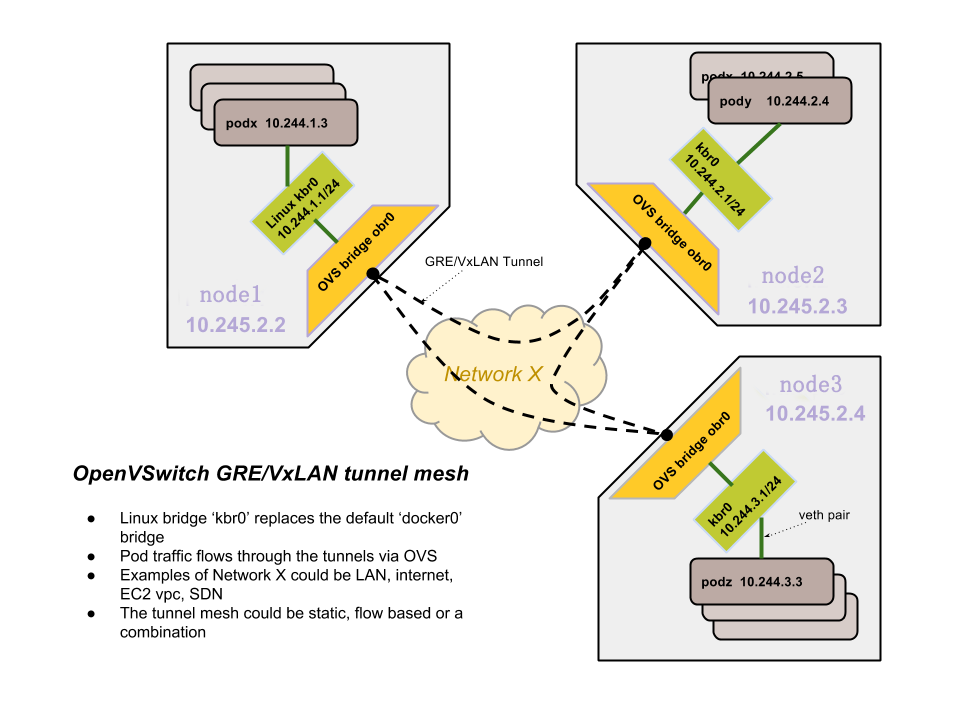 podx 10.244.1.3
Linux kbr0
10.244.1.1/24
OVS bridge obr0
node1
10.245.2.2
podx 10.244.2.5
pody 10.244.2.4
kbr0
10.244.2.1/24
OVS bridge obr0
node2
10.245.2.3
GRE/VxLAN Tunnel
Network X
node3
10.245.2.4
OVS bridge obr0
kbr0
10.244.3.1/24
veth pair
podz 10.244.3.3
OpenVSwitch GRE/VxLAN tunnel mesh
● Linux bridge ‘kbr0’ replaces the default ‘docker0’
bridge
● Pod traffic flows through the tunnels via OVS
● Examples of Network X could be LAN, internet,
EC2 vpc, SDN
● The tunnel mesh could be static, flow based or a
combination